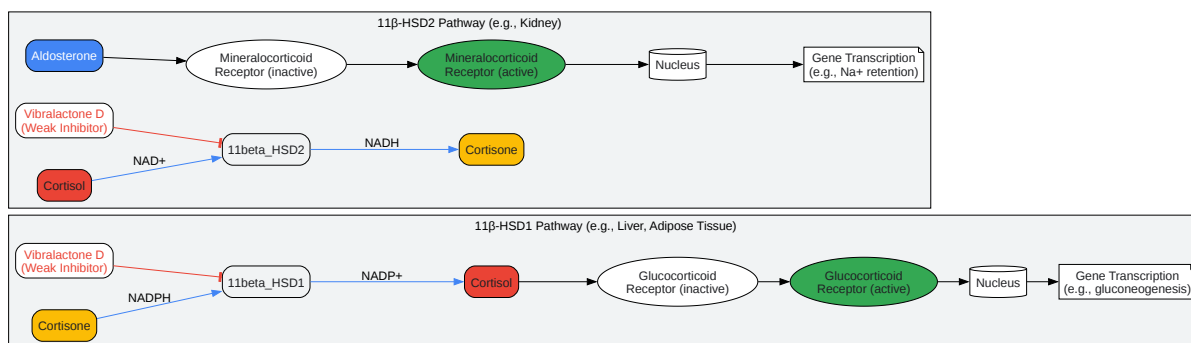 11β-HSD2 Pathway (e.g., Kidney)
Aldosterone
Mineralocorticoid
Receptor (inactive)
Mineralocorticoid
Receptor (active)
Nucleus
Gene Transcription
(e.g., Na+ retention)
Vibralactone D
(Weak Inhibitor)
11beta_HSD2
NADH
Cortisone
NAD+
Cortisol
11β-HSD1 Pathway (e.g., Liver, Adipose Tissue)
Vibralactone D
(Weak Inhibitor)
11beta_HSD1
NADP+
Cortisol
Glucocorticoid
Receptor (inactive)
Glucocorticoid
Receptor (active)
Nucleus
Gene Transcription
(e.g., gluconeogenesis)
NADPH
Cortisone